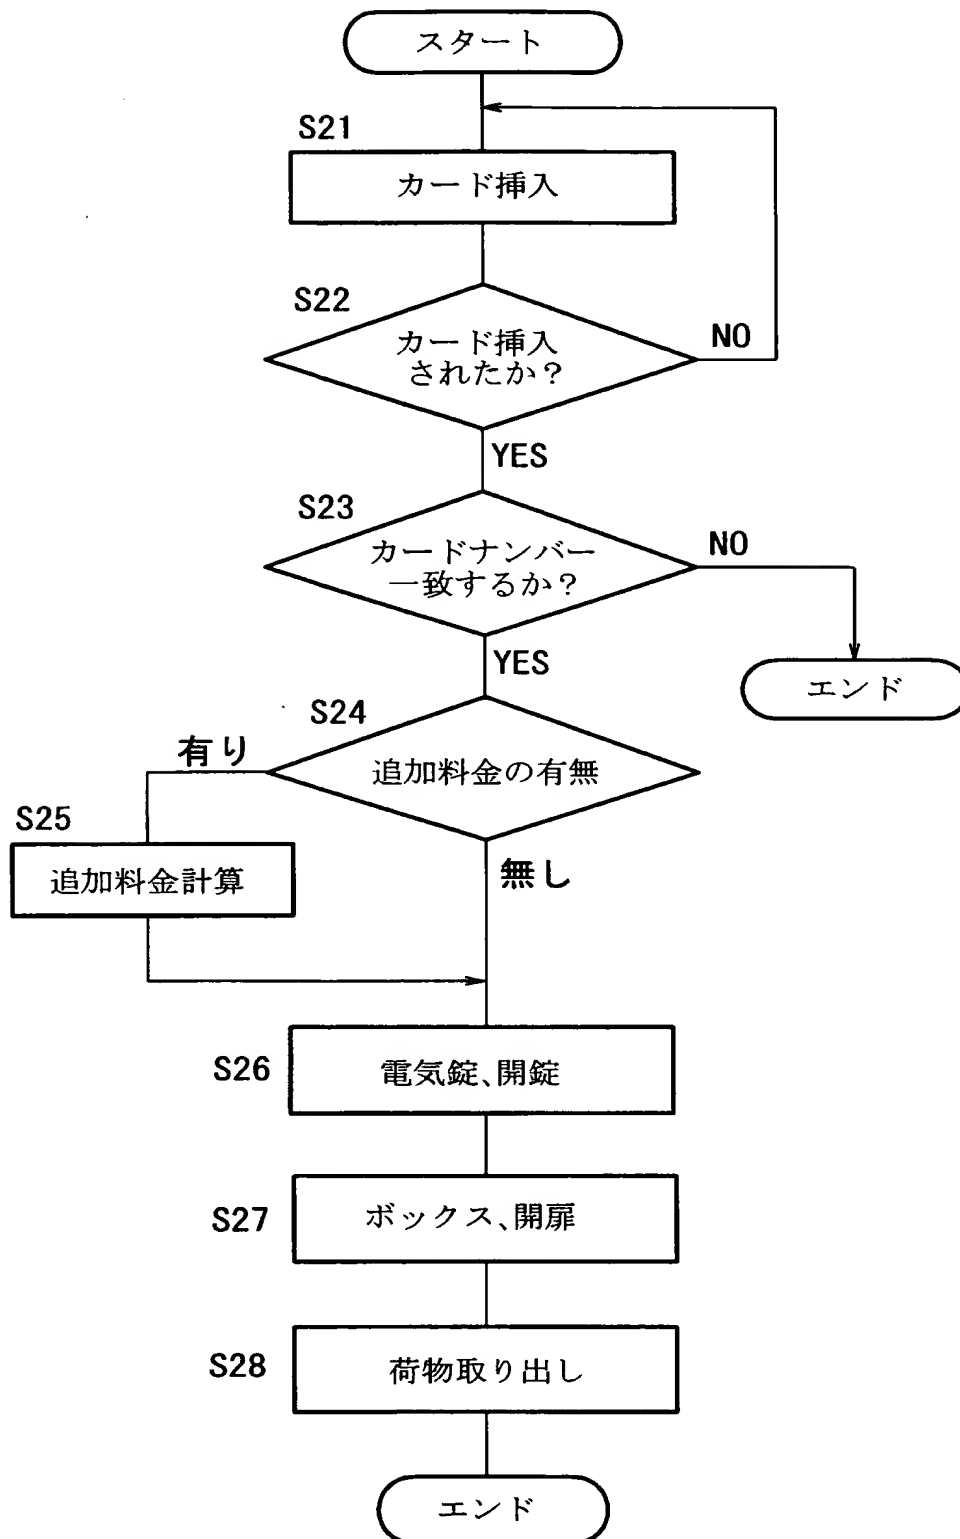 スタート
S21
カード挿入
S22
カード挿入
されたか?
NO
YES
S23
カードナンバー
一致するか?
NO
YES
エンド
S24
有り
追加料金の有無
S25
追加料金計算
無し
S26
電気錠、開錠
S27
ボックス、開扉
S28
荷物取り出し
エンド